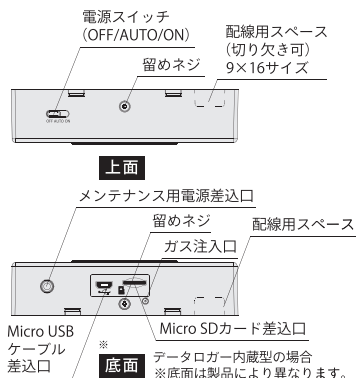 電源スイッチ
(OFF/AUTO/ON)
留めネジ
配線用スペース
(切り欠き可)
9×16サイズ
OFF AUTO ON
上面
メンテナンス用電源差込口
留めネジ
ガス注入口
配線用スペース
Micro USB
ケーブル
差込口
Micro SDカード差込口
※
底面
データロガー内蔵型の場合
※底面は製品により異なります。